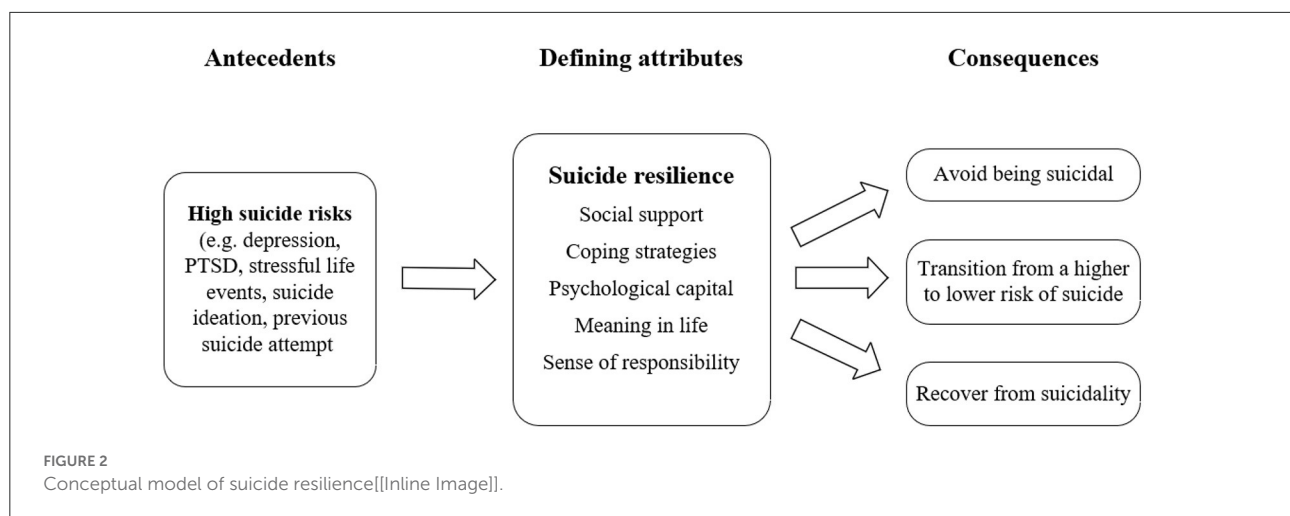 Antecedents
Defining attributes
Consequences
High suicide risks
(e.g. depression,
PTSD, stressful life
events, suicide
ideation, previous
suicide attempt
Suicide resilience
Social support
Coping strategies
Psychological capital
Meaning in life
Sense of responsibility
Avoid being suicidal
Transition from a higher
to lower risk of suicide
Recover from suicidality
FIGURE 2
Conceptual model of suicide resilience[[Inline Image]].